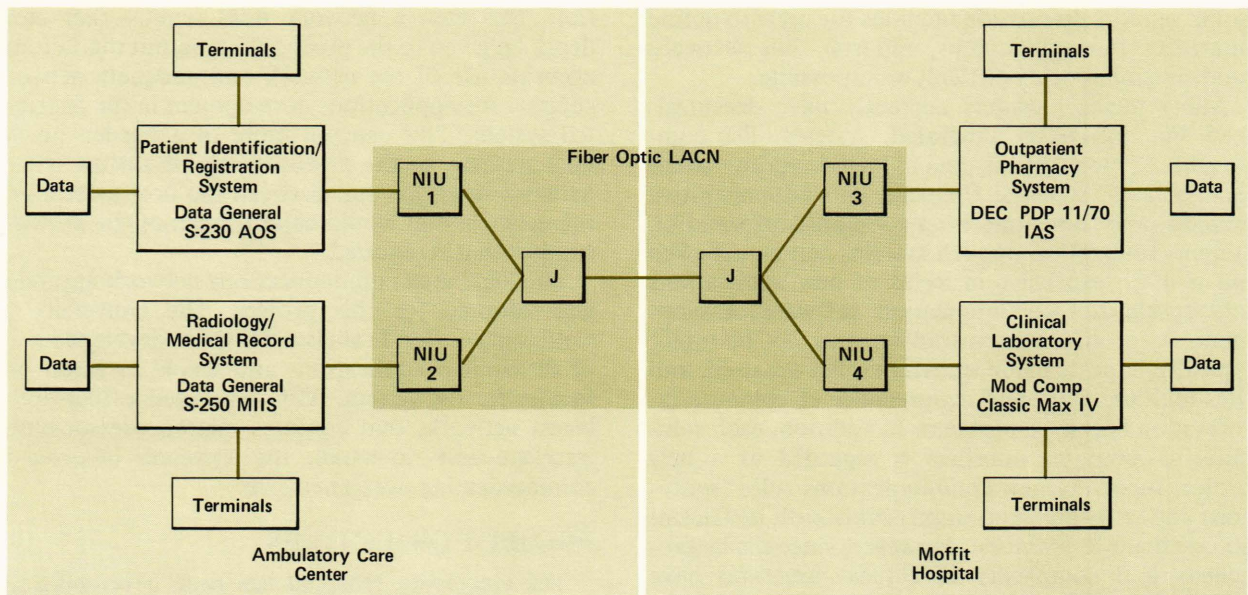 Terminals
Patient Identification/
Registration
System
Data General
S-230 AOS
Data
Radiology/
Medical Record
System
Data General
S-250 MIIS
Data
Terminals
Ambulatory Care
Center
Fiber Optic LACN
NIU
1
NIU
2
J
J
NIU
3
NIU
4
Terminals
Outpatient
Pharmacy
System
DEC PDP 11/70
IAS
Data
Clinical
Laboratory
System
Mod Comp
Classic Max IV
Data
Terminals
Moffit
Hospital